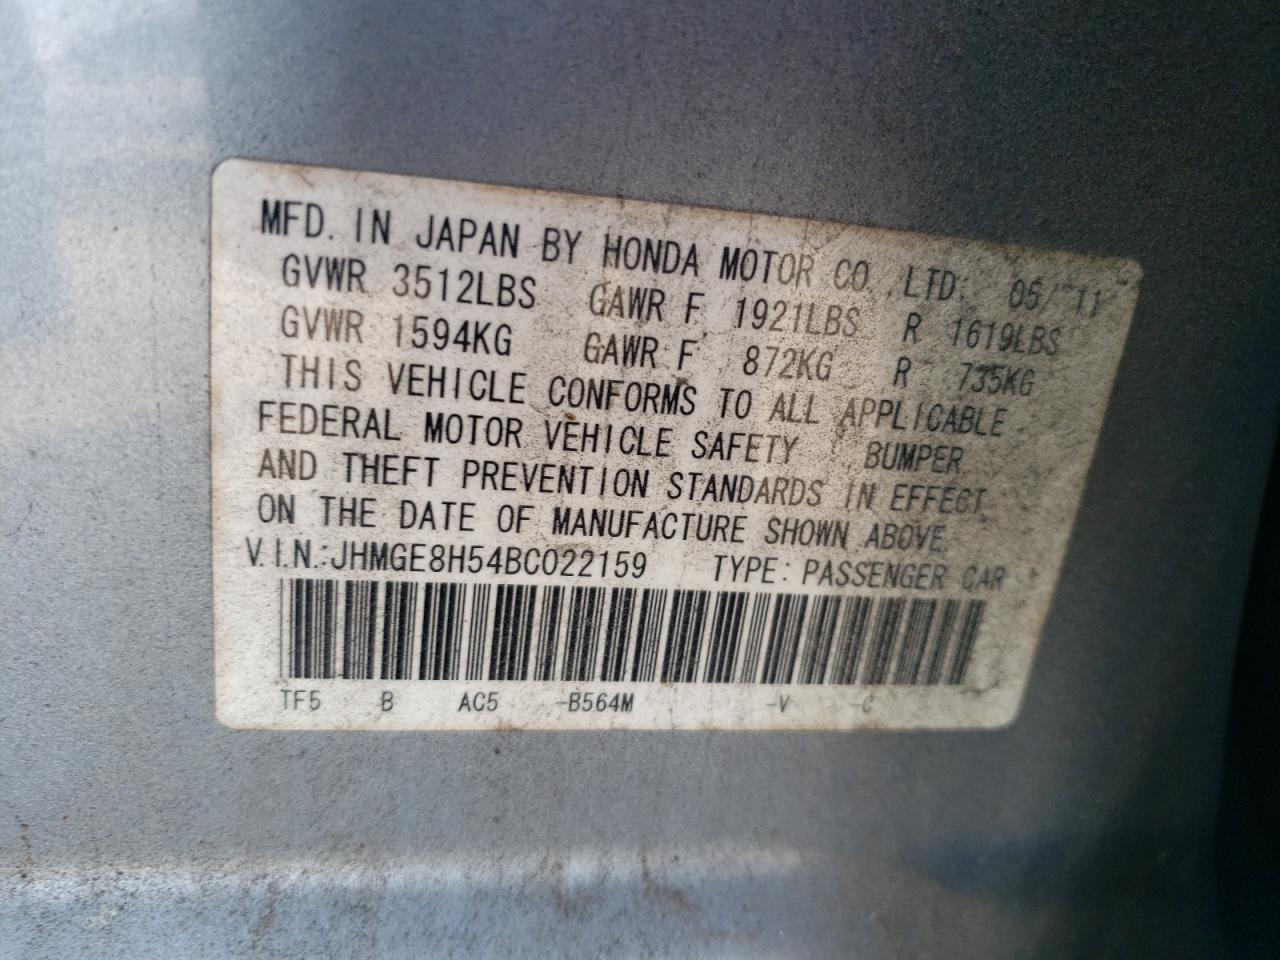 MFD. IN JAPAN BY HONDA MOTOR CO.,LTD. 05/11
GVWR 3512LBS GAWR F 1921LBS R 1619LBS
GVWR 1594KG GAWR F 872KG R 735KG
THIS VEHICLE CONFORMS TO ALL APPLICABLE
FEDERAL MOTOR VEHICLE SAFETY, BUMPER
AND THEFT PREVENTION STANDARDS IN EFFECT
ON THE DATE OF MANUFACTURE SHOWN ABOVE.
V.I.N.:JHMGE8H54BC022159 TYPE: PASSENGER CAR
TF5 B AC5 -B564M -V -C